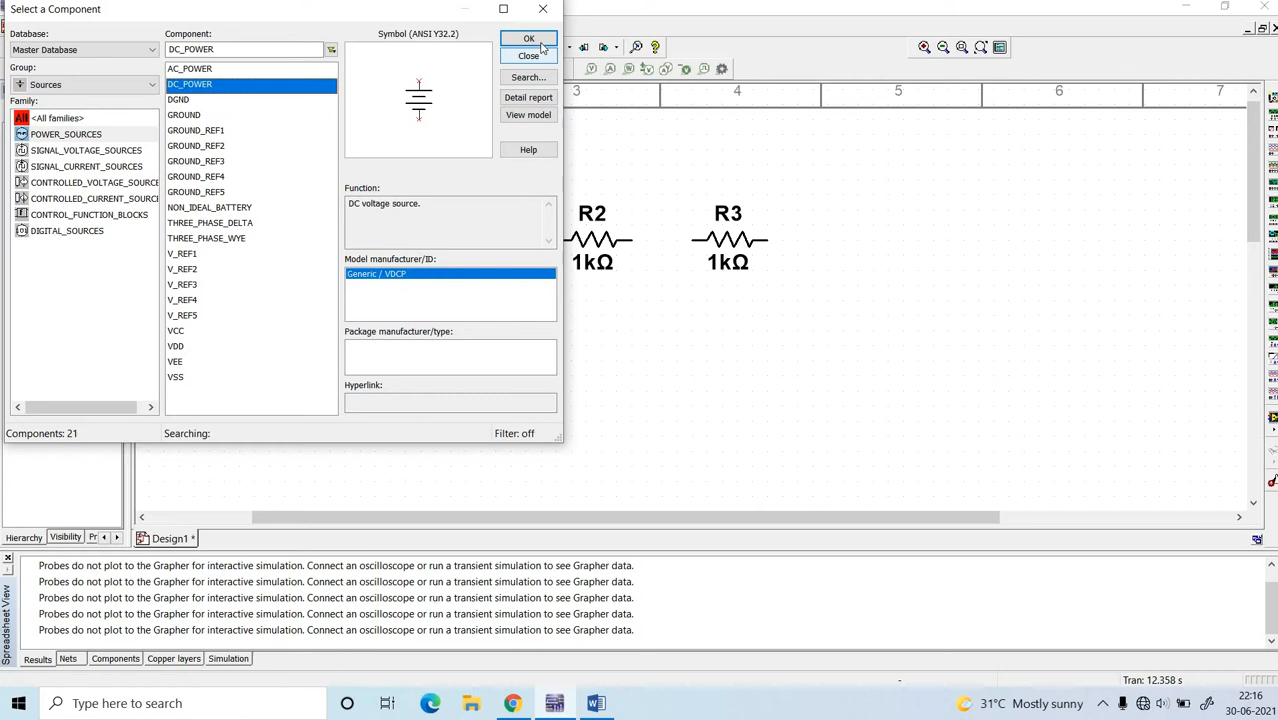 Select a Component
Database:
Master Database
Group:
Sources
Family:
All <All families>
POWER_SOURCES
SIGNAL_VOLTAGE_SOURCES
SIGNAL_CURRENT_SOURCES
CONTROLLED_VOLTAGE_SOURCE
CONTROLLED_CURRENT_SOURC
CONTROL_FUNCTION_BLOCKS
DIGITAL_SOURCES
Component:
DC_POWER
AC_POWER
DC_POWER
DGND
GROUND
GROUND_REF1
GROUND_REF2
GROUND_REF3
GROUND_REF4
GROUND_REF5
NON_IDEAL_BATTERY
THREE_PHASE_DELTA
THREE_PHASE_WYE
V_REF1
V_REF2
V_REF3
V_REF4
V_REF5
VCC
VDD
VEE
VSS
Symbol (ANSI Y32.2)
Function:
DC voltage source.
Model manufacturer/ID:
Generic / VDCP
Package manufacturer/type:
Hyperlink:
OK
Close
Search...
Detail report
View model
Help
Components: 21
Searching:
Filter: off
3 4 5 6 7
R2
1kΩ
R3
1kΩ
Hierarchy
Visibility
Pr
Design1 *
Spreadsheet View
Probes do not plot to the Grapher for interactive simulation. Connect an oscilloscope or run a transient simulation to see Grapher data.
Probes do not plot to the Grapher for interactive simulation. Connect an oscilloscope or run a transient simulation to see Grapher data.
Probes do not plot to the Grapher for interactive simulation. Connect an oscilloscope or run a transient simulation to see Grapher data.
Probes do not plot to the Grapher for interactive simulation. Connect an oscilloscope or run a transient simulation to see Grapher data.
Probes do not plot to the Grapher for interactive simulation. Connect an oscilloscope or run a transient simulation to see Grapher data.
Results
Nets
Components
Copper layers
Simulation
Tran: 12.358 s
Type here to search
31°C Mostly sunny
22:16
30-06-2021